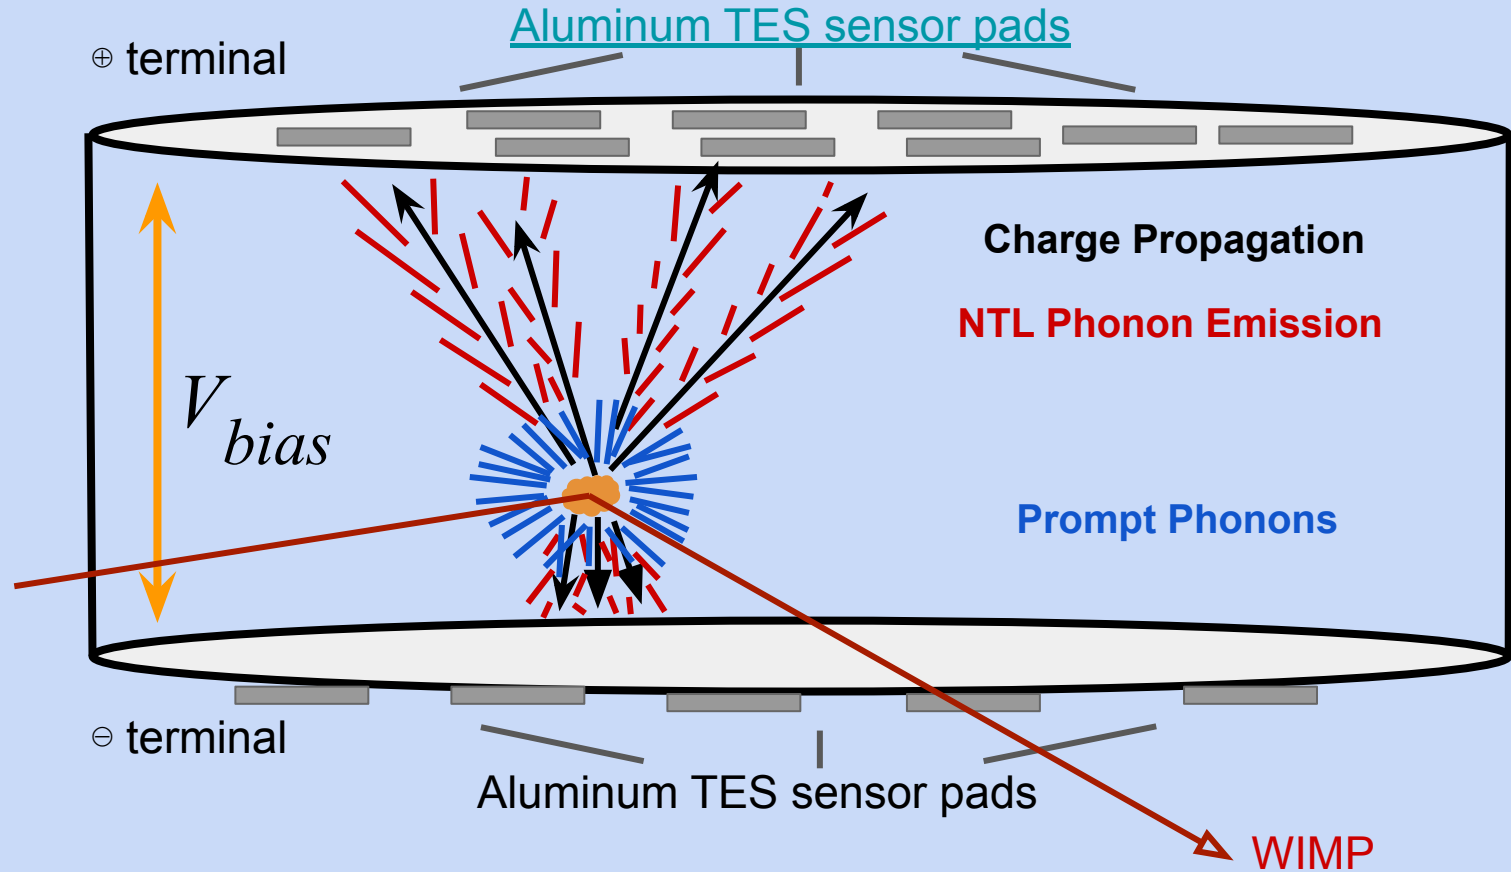 Aluminum TES sensor pads
⊕ terminal
Charge Propagation
NTL Phonon Emission
V bias
Prompt Phonons
⊖ terminal
Aluminum TES sensor pads
WIMP